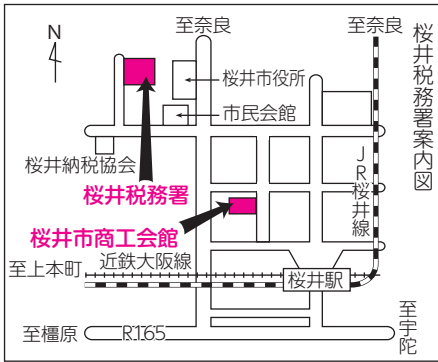 桜井税務署案内図
N
至奈良
至奈良
桜井市役所
市民会館
桜井納税協会
桜井税務署
JR桜井線
桜井市商工会館
近鉄大阪線
至上本町
桜井駅
至橿原
R165
至宇陀